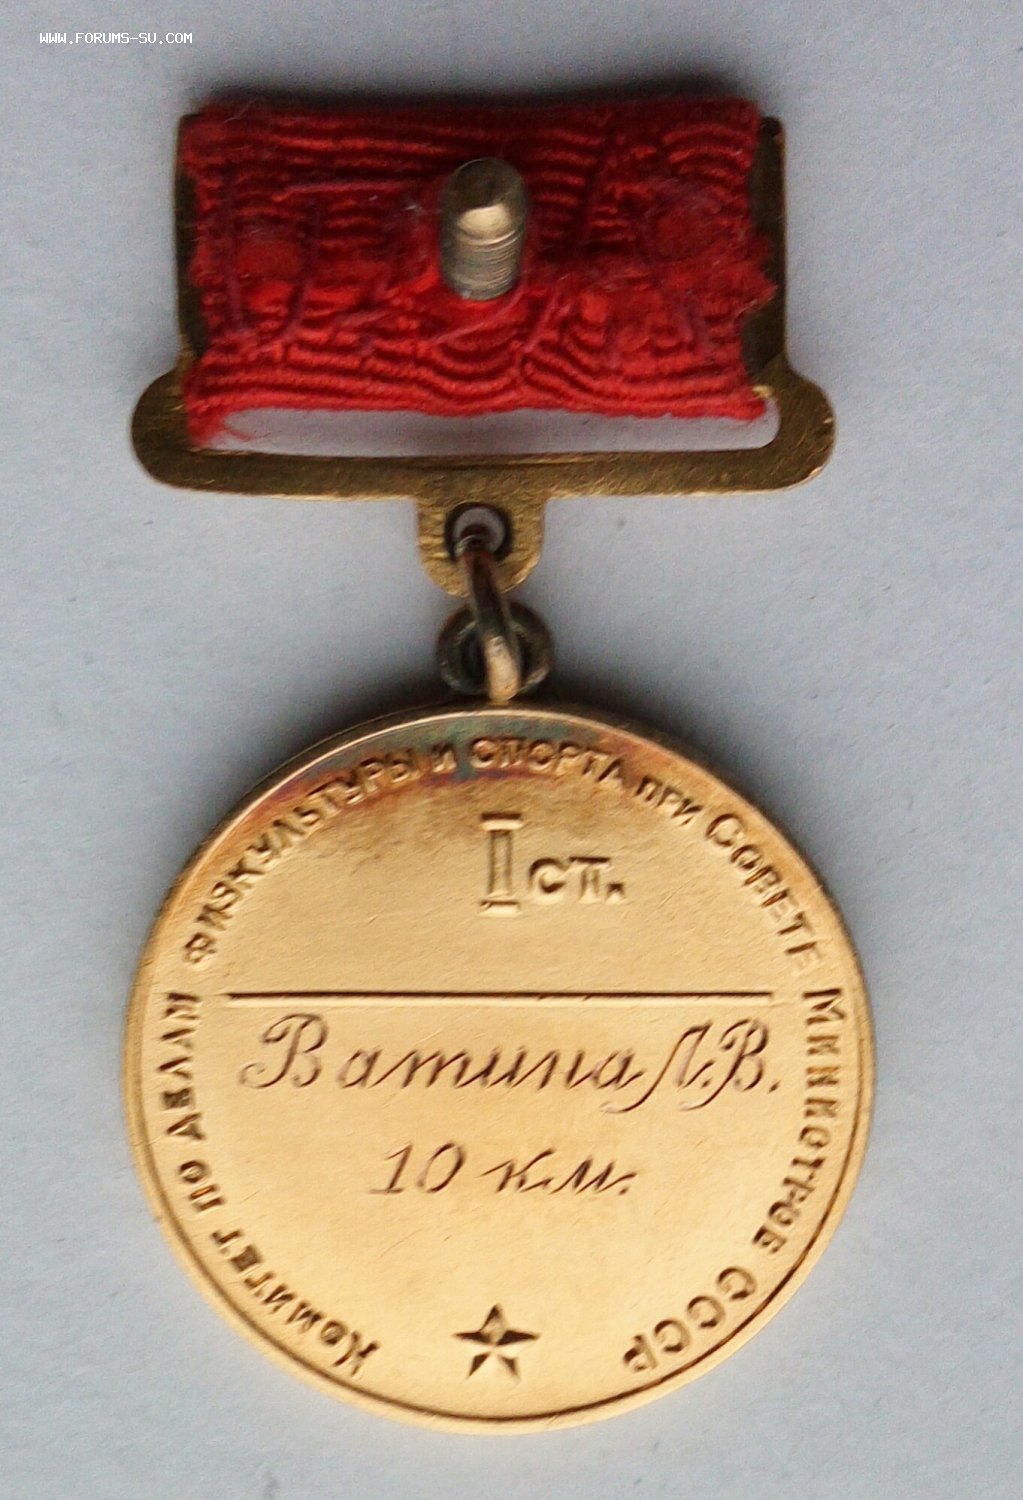 WWW.FORUMS-SU.COM
Комитет по делам физкультуры и спорта при Совете Министров СССР
I ст.
Ватина Л.В.
10 км.